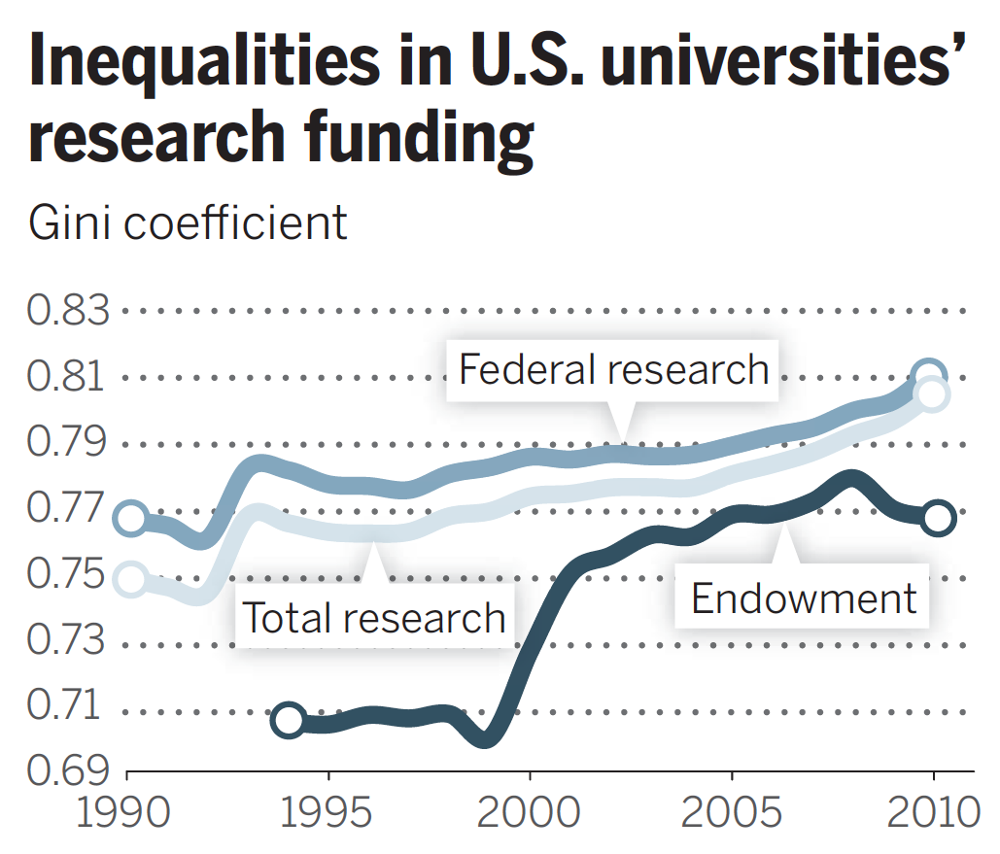 Inequalities in U.S. universities’
research funding
Gini coefficient
0.83
0.81
Federal research
0.79
0.77
0.75
Endowment
Total research
0.73
0.71
0.69
1990 1995 2000 2005 2010